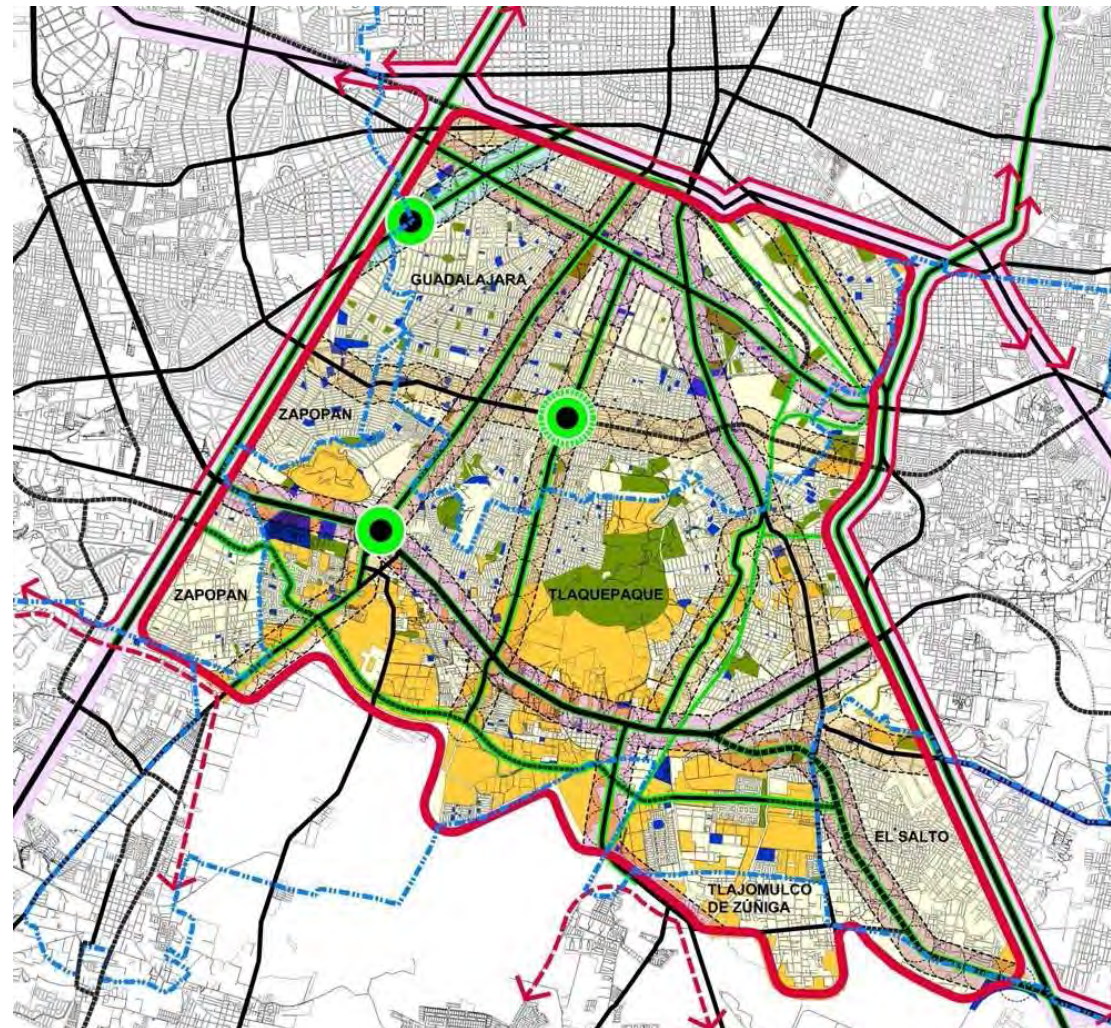 GUADALAJARA
ZAPOPAN
ZAPOPAN
TLAQUEPAQUE
EL SALTO
TLAJOMULCO
DE ZÚÑIGA